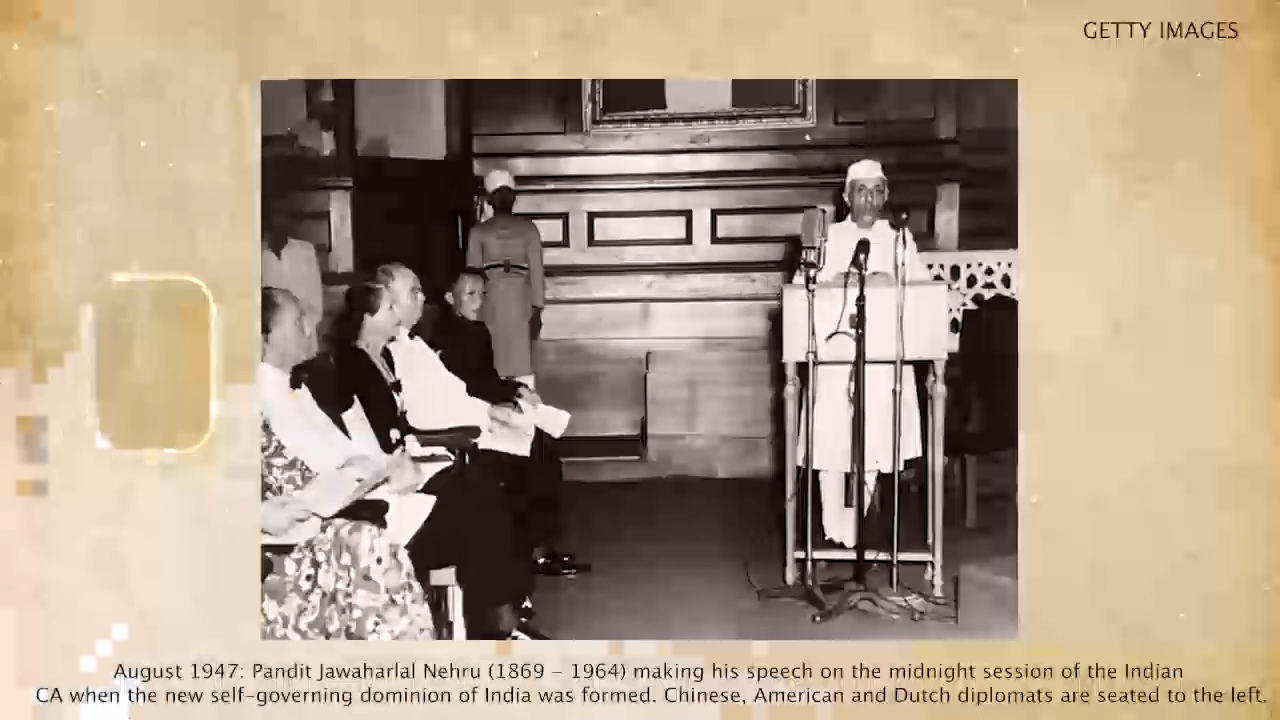 GETTY IMAGES
August 1947: Pandit Jawaharlal Nehru (1869 – 1964) making his speech on the midnight session of the Indian
CA when the new self-governing dominion of India was formed. Chinese, American and Dutch diplomats are seated to the left.